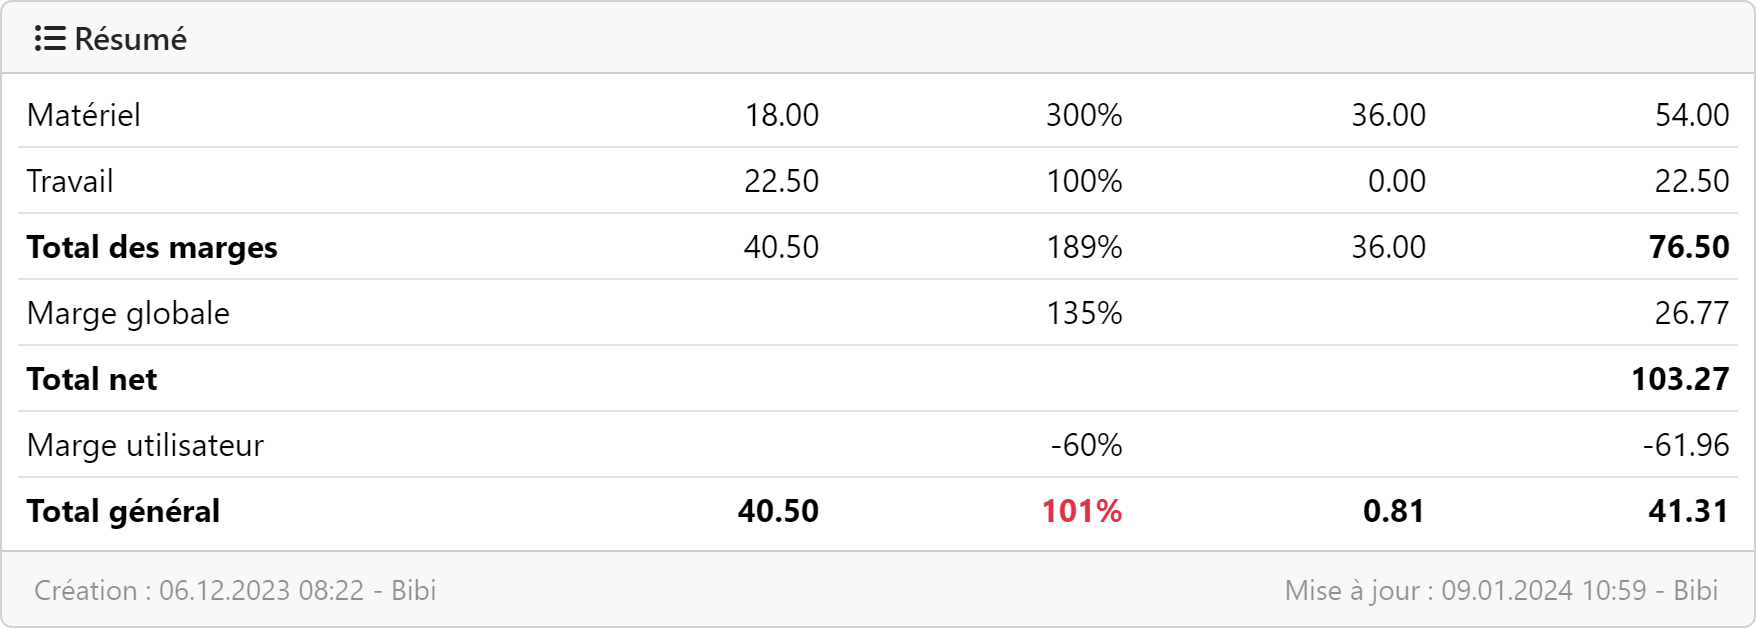 Résumé
Matériel 18.00 300% 36.00 54.00
Travail 22.50 100% 0.00 22.50
Total des marges 40.50 189% 36.00 76.50
Marge globale 135% 26.77
Total net 103.27
Marge utilisateur -60% -61.96
Total général 40.50 101% 0.81 41.31
Création : 06.12.2023 08:22 - Bibi Mise à jour : 09.01.2024 10:59 - Bibi